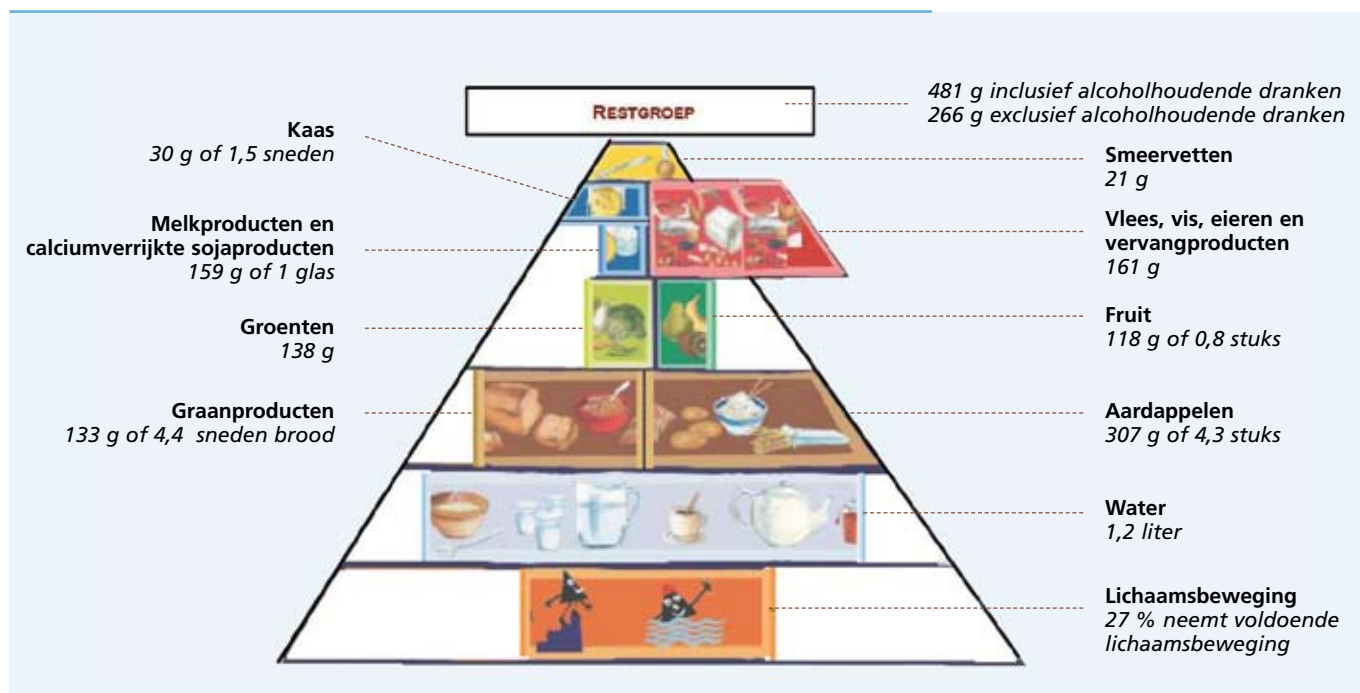 RESTGROEP
481 g inclusief alcoholhoudende dranken
266 g exclusief alcoholhoudende dranken
Kaas
30 g of 1,5 sneden
Smeervetten
21 g
Melkproducten en
calciumverrijkte sojaproducten
159 g of 1 glas
Vlees, vis, eieren en
vervangproducten
161 g
Groenten
138 g
Fruit
118 g of 0,8 stuks
Graanproducten
133 g of 4,4 sneden brood
Aardappelen
307 g of 4,3 stuks
Water
1,2 liter
Lichaamsbeweging
27 % neemt voldoende
lichaamsbeweging